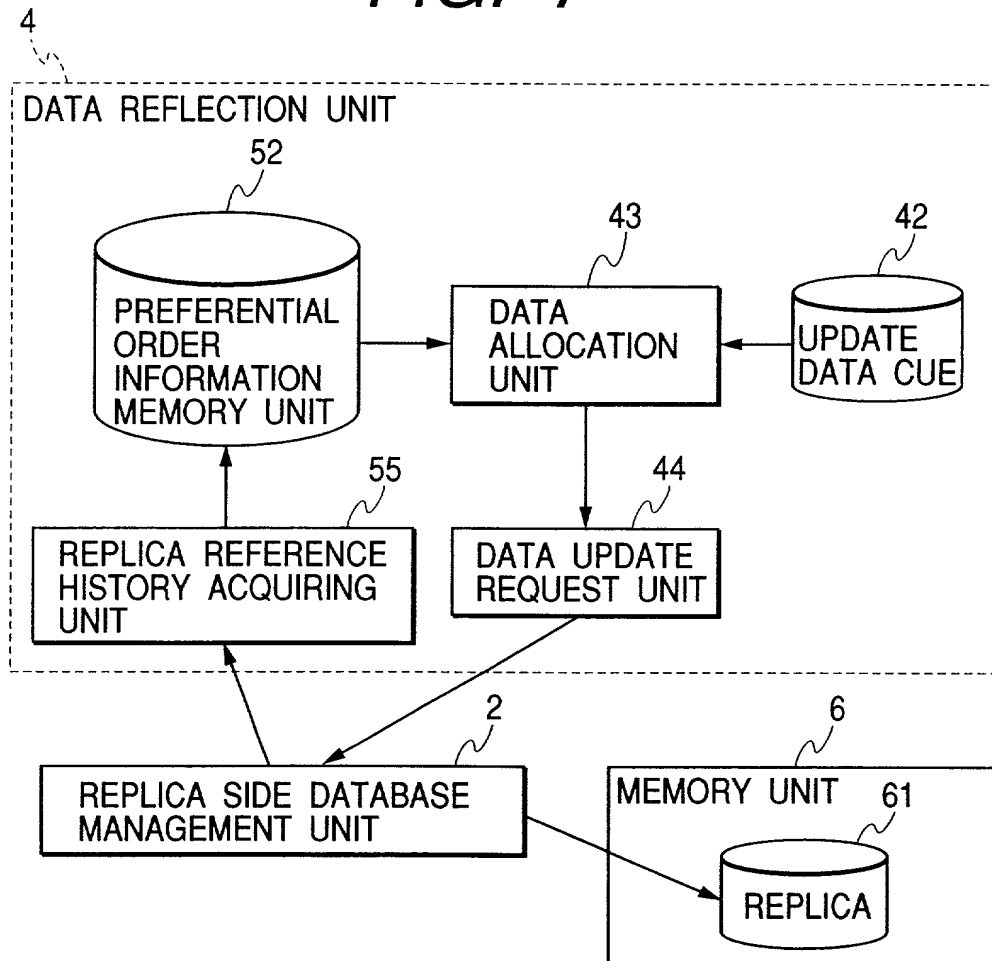 4
DATA REFLECTION UNIT
52
43
42
PREFERENTIAL
ORDER
INFORMATION
MEMORY UNIT
DATA
ALLOCATION
UNIT
UPDATE
DATA CUE
55
44
REPLICA REFERENCE
HISTORY ACQUIRING
UNIT
DATA UPDATE
REQUEST UNIT
2
6
REPLICA SIDE DATABASE
MANAGEMENT UNIT
MEMORY UNIT
61
REPLICA